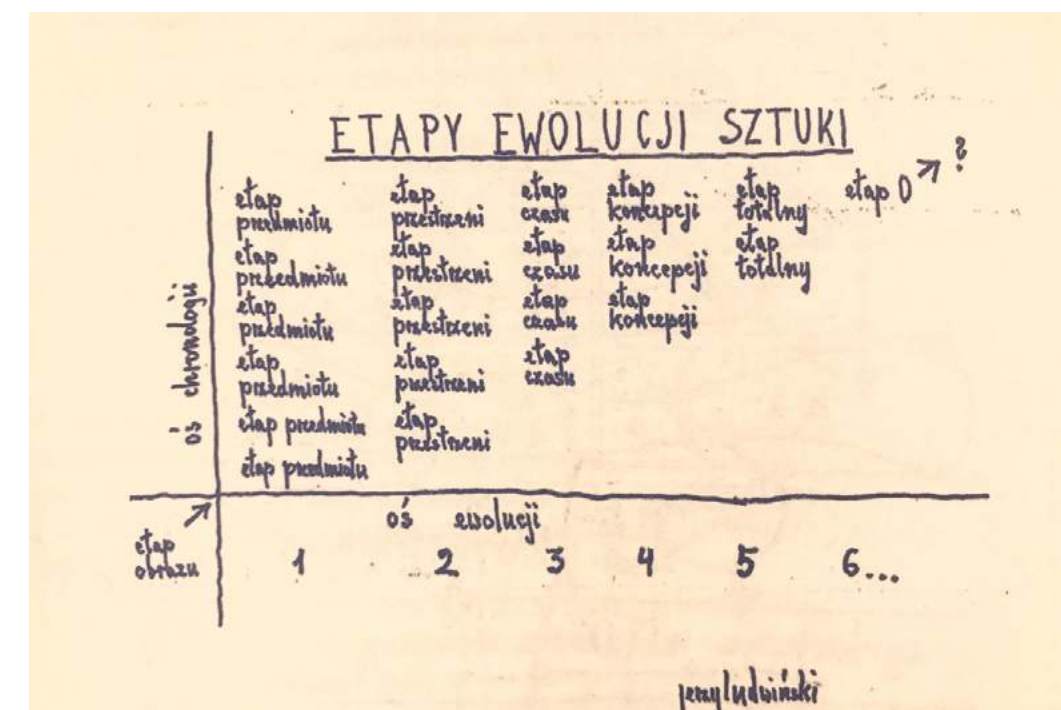 ETAPY EWOLUCJI SZTUKI
etap przedmiotu
etap przestrzeni
etap czasu
etap koncepcji
etap totalny
etap 0 ?
etap przedmiotu
etap przestrzeni
etap czasu
etap koncepcji
etap totalny
etap przedmiotu
etap przestrzeni
etap czasu
etap koncepcji
etap przedmiotu
etap przestrzeni
etap czasu
etap przedmiotu
etap przestrzeni
etap przedmiotu
oś chronologii
oś ewolucji
etap
obrazu
1 2 3 4 5 6...
jerzy ludwiński